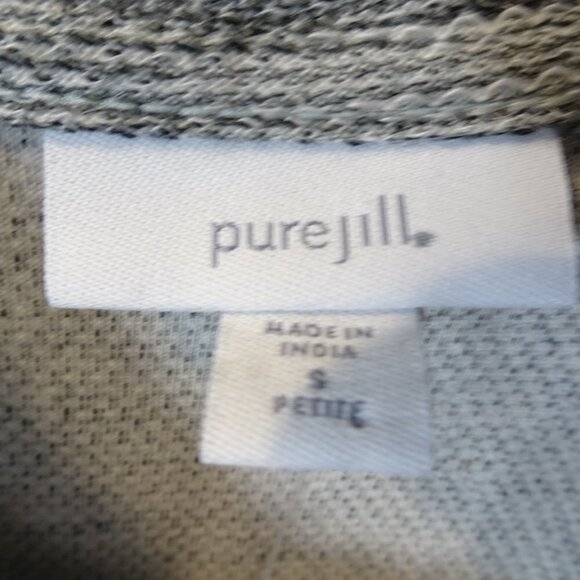 purejill.
MADE IN
INDIA
S
PETITE